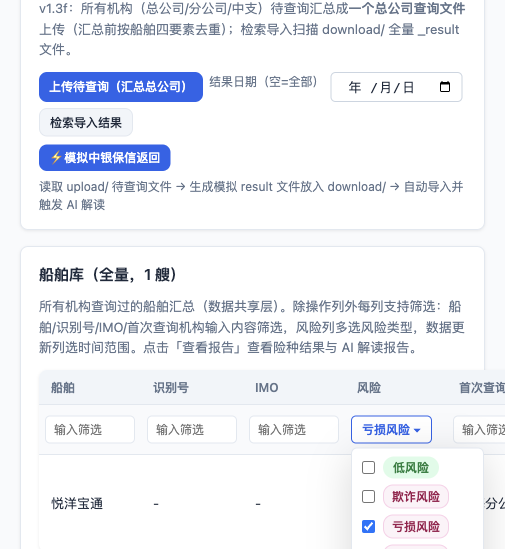 v1.3f：所有机构（总公司/分公司/中支）待查询汇总成一个总公司查询文件
上传（汇总前按船舶四要素去重）；检索导入扫描 download/ 全量 _result
文件。
上传待查询（汇总总公司） 结果日期（空=全部） 年 /月/日
检索导入结果
⚡模拟中银保信返回
读取 upload/ 待查询文件 → 生成模拟 result 文件放入 download/ → 自动导入并
触发 AI 解读
船舶库（全量，1 艘）
所有机构查询过的船舶汇总（数据共享层）。除操作列外每列支持筛选：船
舶/识别号/IMO/首次查询机构输入内容筛选，风险列多选风险类型，数据更
新列选时间范围。点击「查看报告」查看险种结果与 AI 解读报告。
船舶 识别号 IMO 风险 首次查询
输入筛选 输入筛选 输入筛选 亏损风险 输入筛
低风险
欺诈风险
悦洋宝通 - - 分公
亏损风险